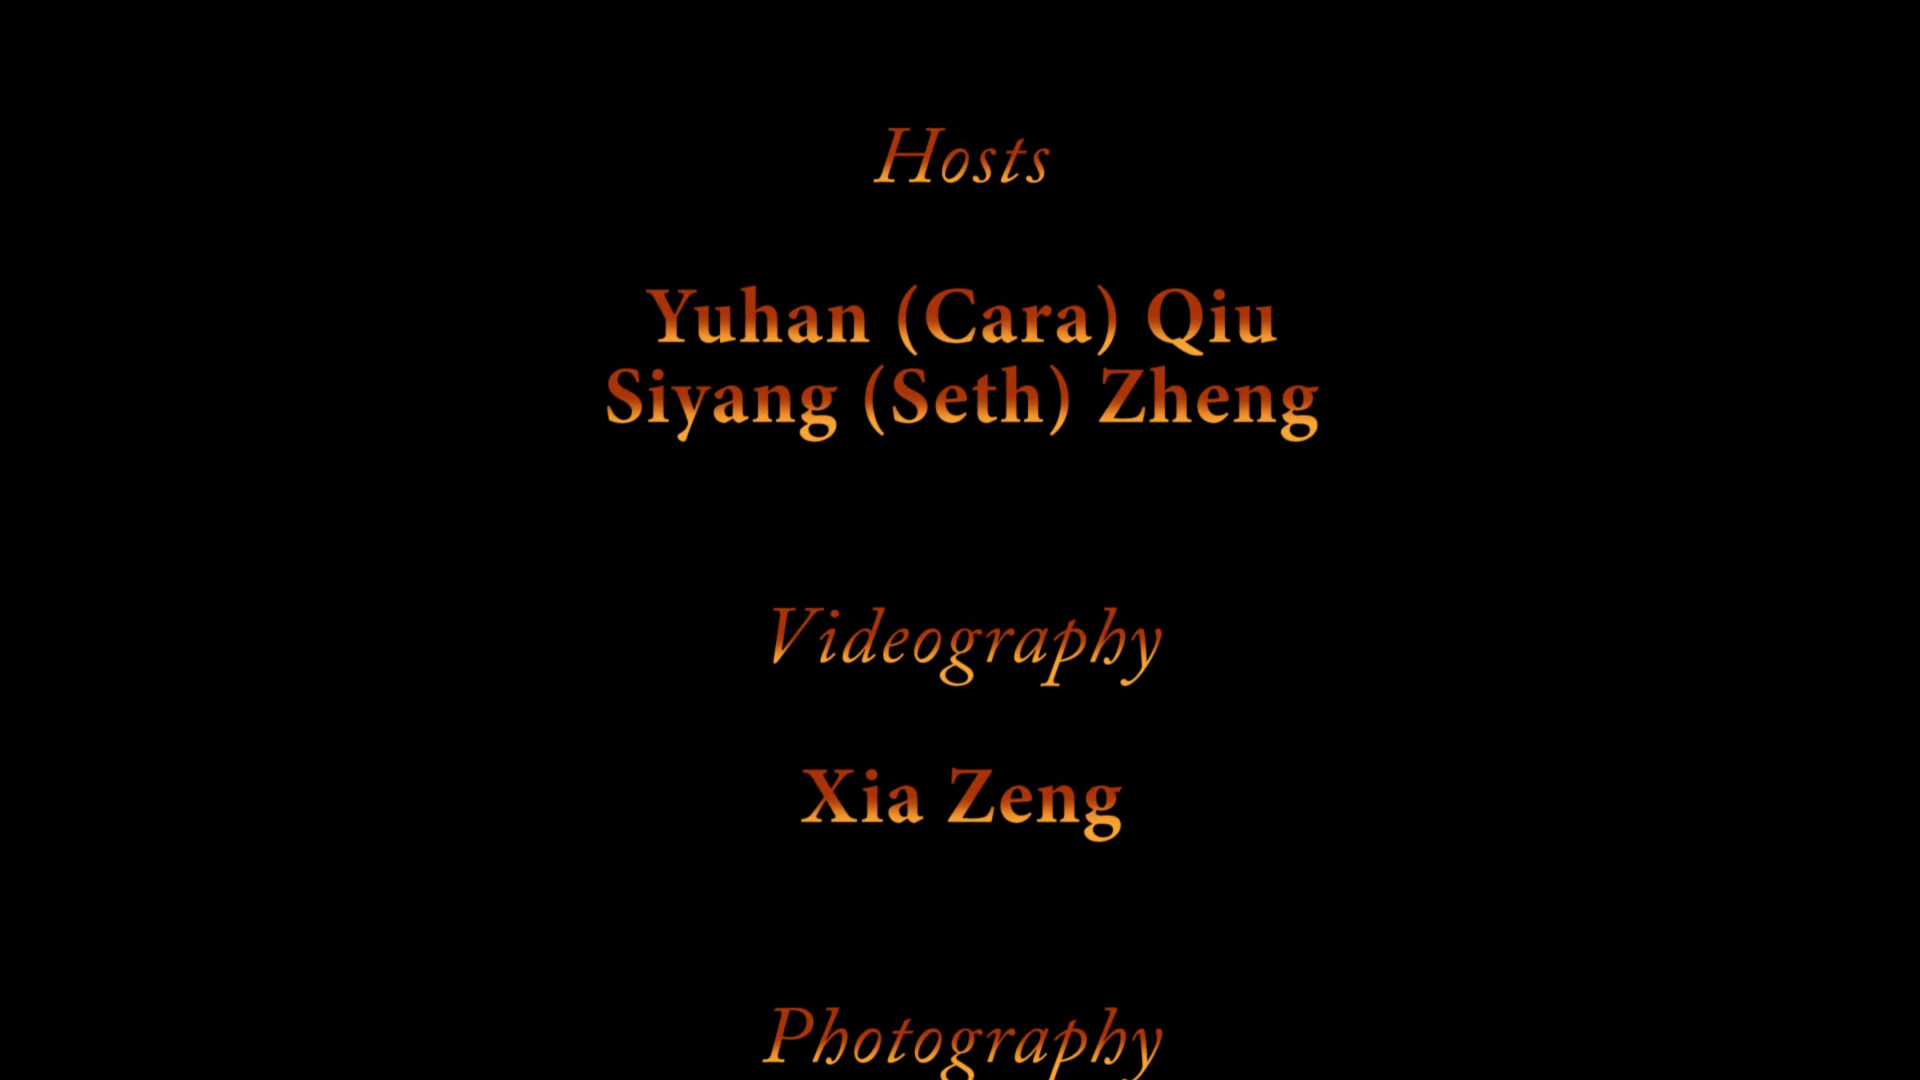 Hosts
Yuhan (Cara) Qiu
Siyang (Seth) Zheng
Videography
Xia Zeng
Photography